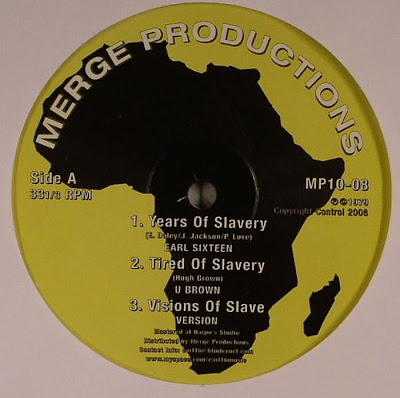 MERGE PRODUCTIONS
Side A
33 1/3 RPM
MP10-08
℗ © 1979
Copyright Control 2008
1. Years Of Slavery
(E. Daley/J. Jackson/P. Love)
EARL SIXTEEN
2. Tired Of Slavery
(Hugh Brown)
U BROWN
3. Visions Of Slave
VERSION
Mastered at Harpo's Studio
Distributed by Merge Productions